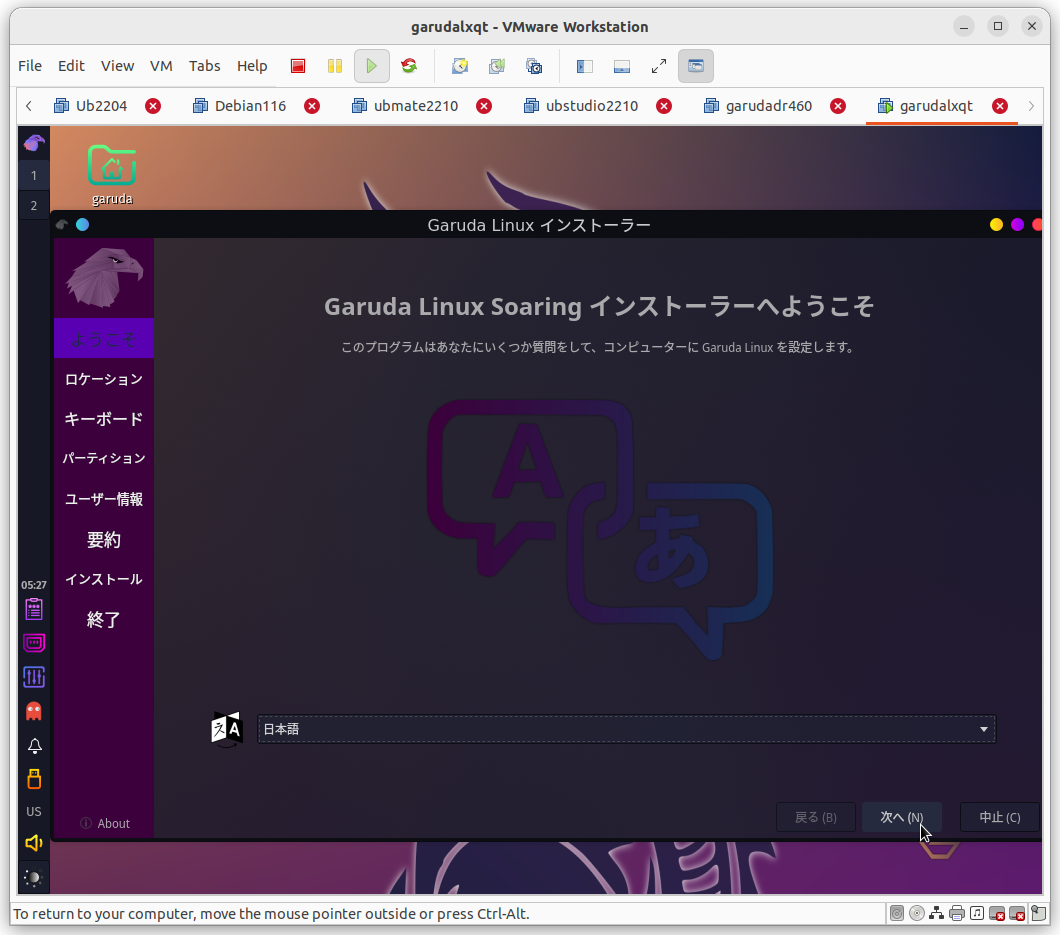 garudalxqt - VMware Workstation
File Edit View VM Tabs Help
Ub2204 Debian116 ubmate2210 ubstudio2210 garudadr460 garudalxqt
1
2
garuda
Garuda Linux インストーラー
Garuda Linux Soaring インストーラーへようこそ
このプログラムはあなたにいくつか質問をして、コンピューターに Garuda Linux を設定します。
ようこそ
ロケーション
キーボード
パーティション
ユーザー情報
要約
インストール
終了
A
あ
05:27
A
日本語
US
About
戻る (B) 次へ (N) 中止 (C)
To return to your computer, move the mouse pointer outside or press Ctrl-Alt.